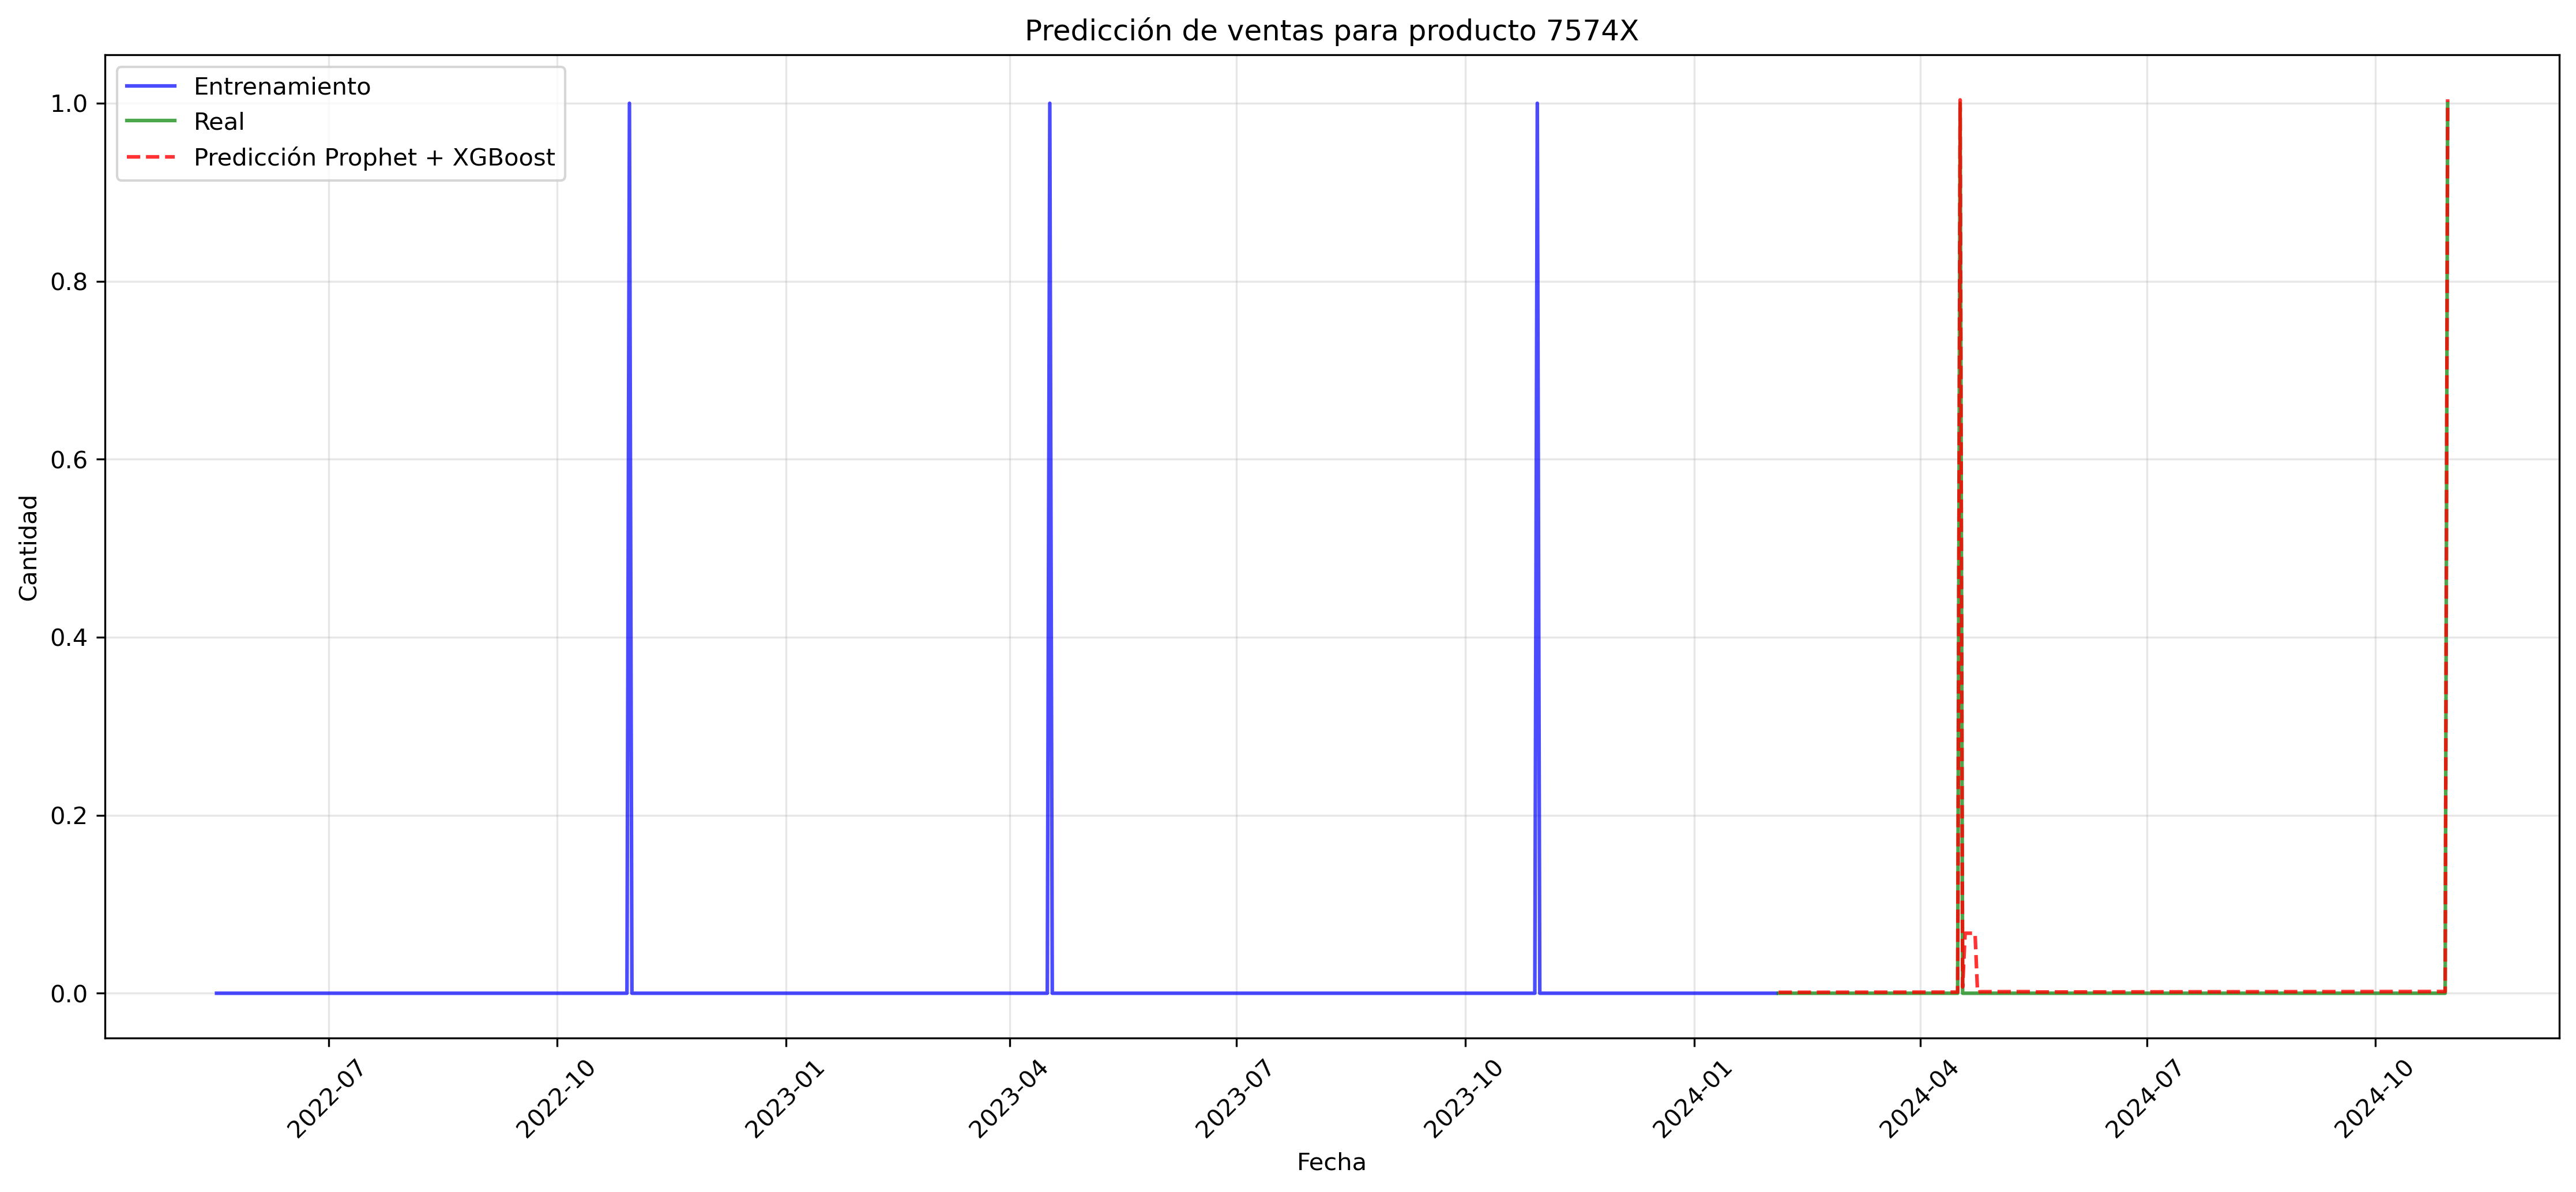 Predicción de ventas para producto 7574X
Entrenamiento
Real
Predicción Prophet + XGBoost
1.0
0.8
0.6
0.4
0.2
0.0
Cantidad
2022-07
2022-10
2023-01
2023-04
2023-07
2023-10
2024-01
2024-04
2024-07
2024-10
Fecha